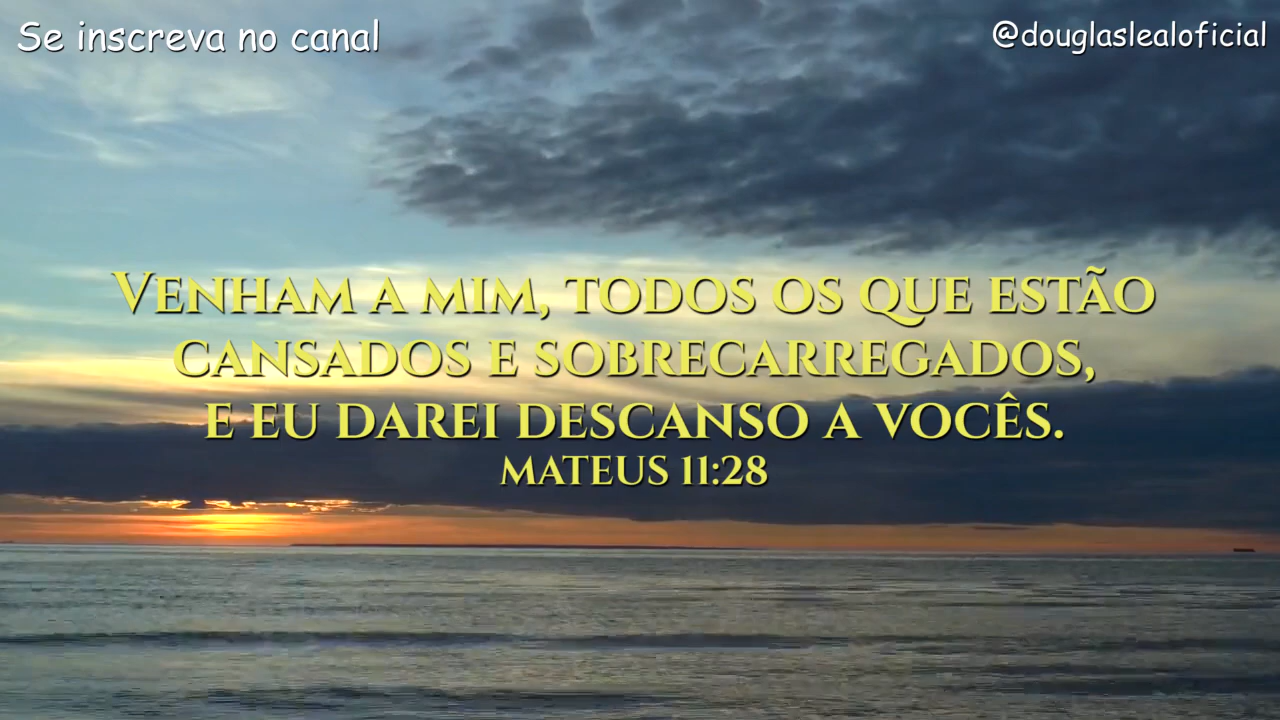 Se inscreva no canal
@douglaslealoficial
Venham a mim, todos os que estão
cansados e sobrecarregados,
e eu darei descanso a vocês.
Mateus 11:28